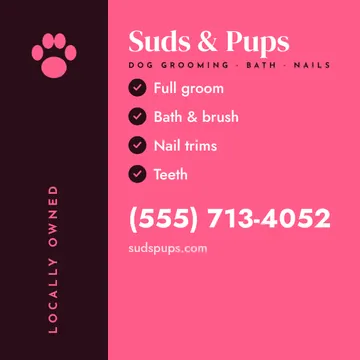 Suds & Pups
DOG GROOMING · BATH · NAILS
Full groom
Bath & brush
Nail trims
Teeth
(555) 713-4052
sudspups.com
LOCALLY OWNED